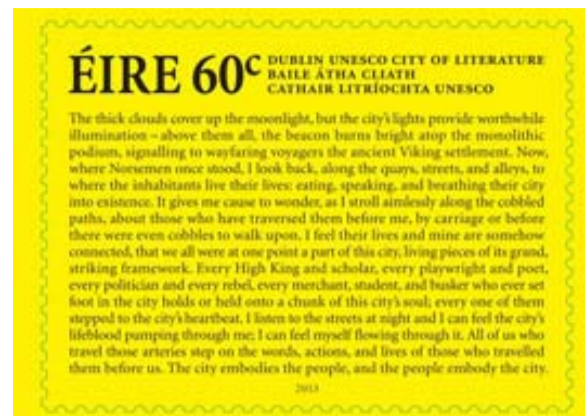 ÉIRE 60c
DUBLIN UNESCO CITY OF LITERATURE
BAILE ÁTHA CLIATH
CATHAIR LITRÍOCHTA UNESCO
The thick clouds cover up the moonlight, but the city's lights provide worthwhile
illumination – above them all, the beacon burns bright atop the monolithic
podium, signalling to wayfaring voyagers the ancient Viking settlement. Now,
where Norsemen once stood, I look back, along the quays, streets, and alleys, to
where the inhabitants live their lives: eating, speaking, and breathing their city
into existence. It gives me cause to wonder, as I stroll aimlessly along the cobbled
paths, about those who have traversed them before me, by carriage or before
there were even cobbles to walk upon. I feel their lives and mine are somehow
connected, that we all were at one point a part of this city, living pieces of its grand,
striking framework. Every High King and scholar, every playwright and poet,
every politician and every rebel, every merchant, student, and busker who ever set
foot in the city holds or held onto a chunk of this city's soul; every one of them
stepped to the city's heartbeat. I listen to the streets at night and I can feel the city's
lifeblood pumping through me; I can feel myself flowing through it. All of us who
travel those arteries step on the words, actions, and lives of those who travelled
them before us. The city embodies the people, and the people embody the city.
2013